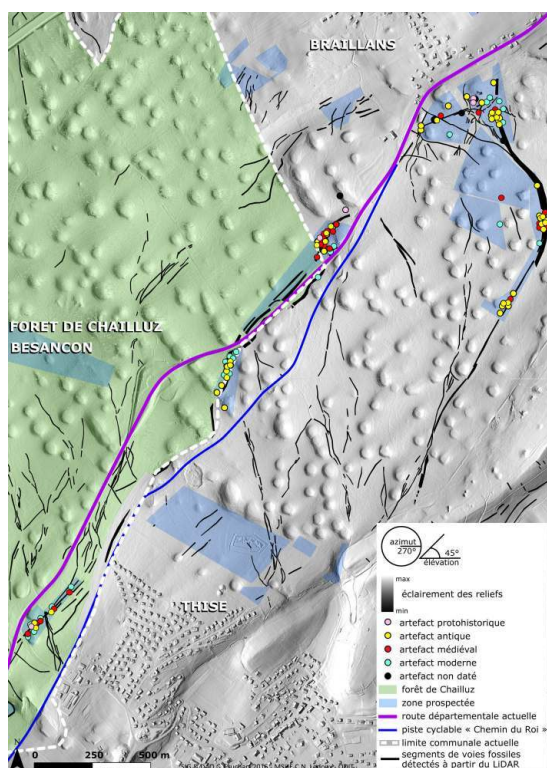 BRAILLANS
FORET DE CHAILLUZ
BESANCON
THISE
azimut
270°
45°
élévation
max
éclairement des reliefs
min
artefact protohistorique
artefact antique
artefact médiéval
artefact moderne
artefact non daté
forêt de Chailluz
zone prospectée
route départementale actuelle
piste cyclable « Chemin du Roi »
limite communale actuelle
segments de voies fossiles
détectés à partir du LiDAR
0 250 500 m